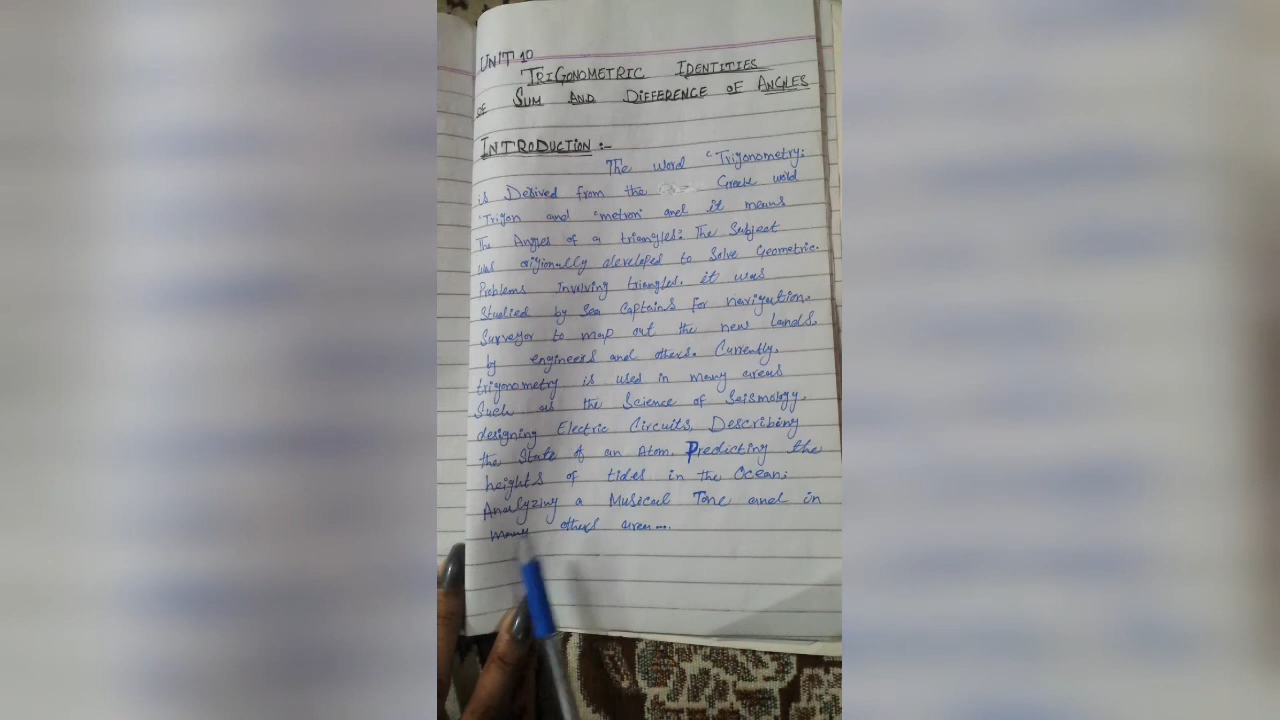 UNIT 10
TRIGONOMETRIC IDENTITIES
OF SUM AND DIFFERENCE OF ANGLES
INTRODUCTION :-
The word "Trigonometry:
is Derived from the Greek word
'Trigon and 'metron' and it means
The Angles of a triangles: The Subject
was origionally developed to Solve Geometric.
Problems Involving triangles. it was
Studied by Sea Captains for navigation.
Surveyor to map out the new Lands.
by engineers and others. Currently,
trigonometry is used in many areas
Such as the Science of Seismology.
designing Electric Circuits, Describing
the State of an Atom. Predicting the
heights of tides in the Ocean;
Analyzing a Musical Tone and in
many others area....